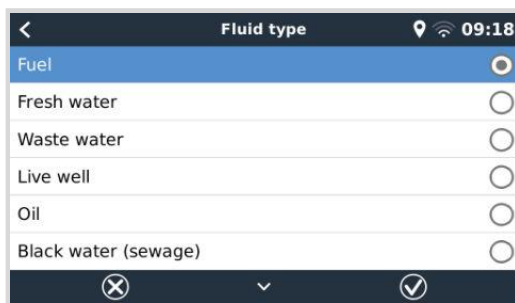 Fluid type 09:18
Fuel
Fresh water
Waste water
Live well
Oil
Black water (sewage)